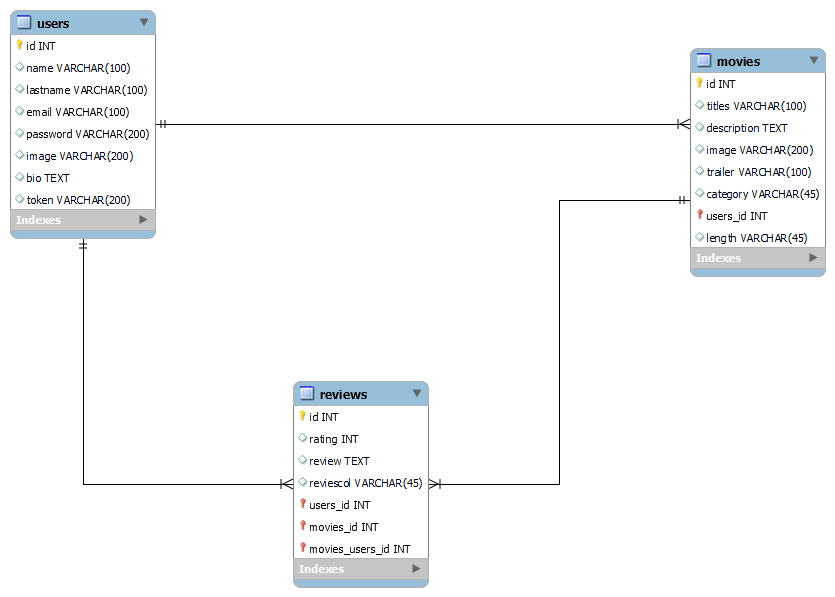 users
id INT
name VARCHAR(100)
lastname VARCHAR(100)
email VARCHAR(100)
password VARCHAR(200)
image VARCHAR(200)
bio TEXT
token VARCHAR(200)
Indexes
movies
id INT
titles VARCHAR(100)
description TEXT
image VARCHAR(200)
trailer VARCHAR(100)
category VARCHAR(45)
users_id INT
length VARCHAR(45)
Indexes
reviews
id INT
rating INT
review TEXT
reviescol VARCHAR(45)
users_id INT
movies_id INT
movies_users_id INT
Indexes